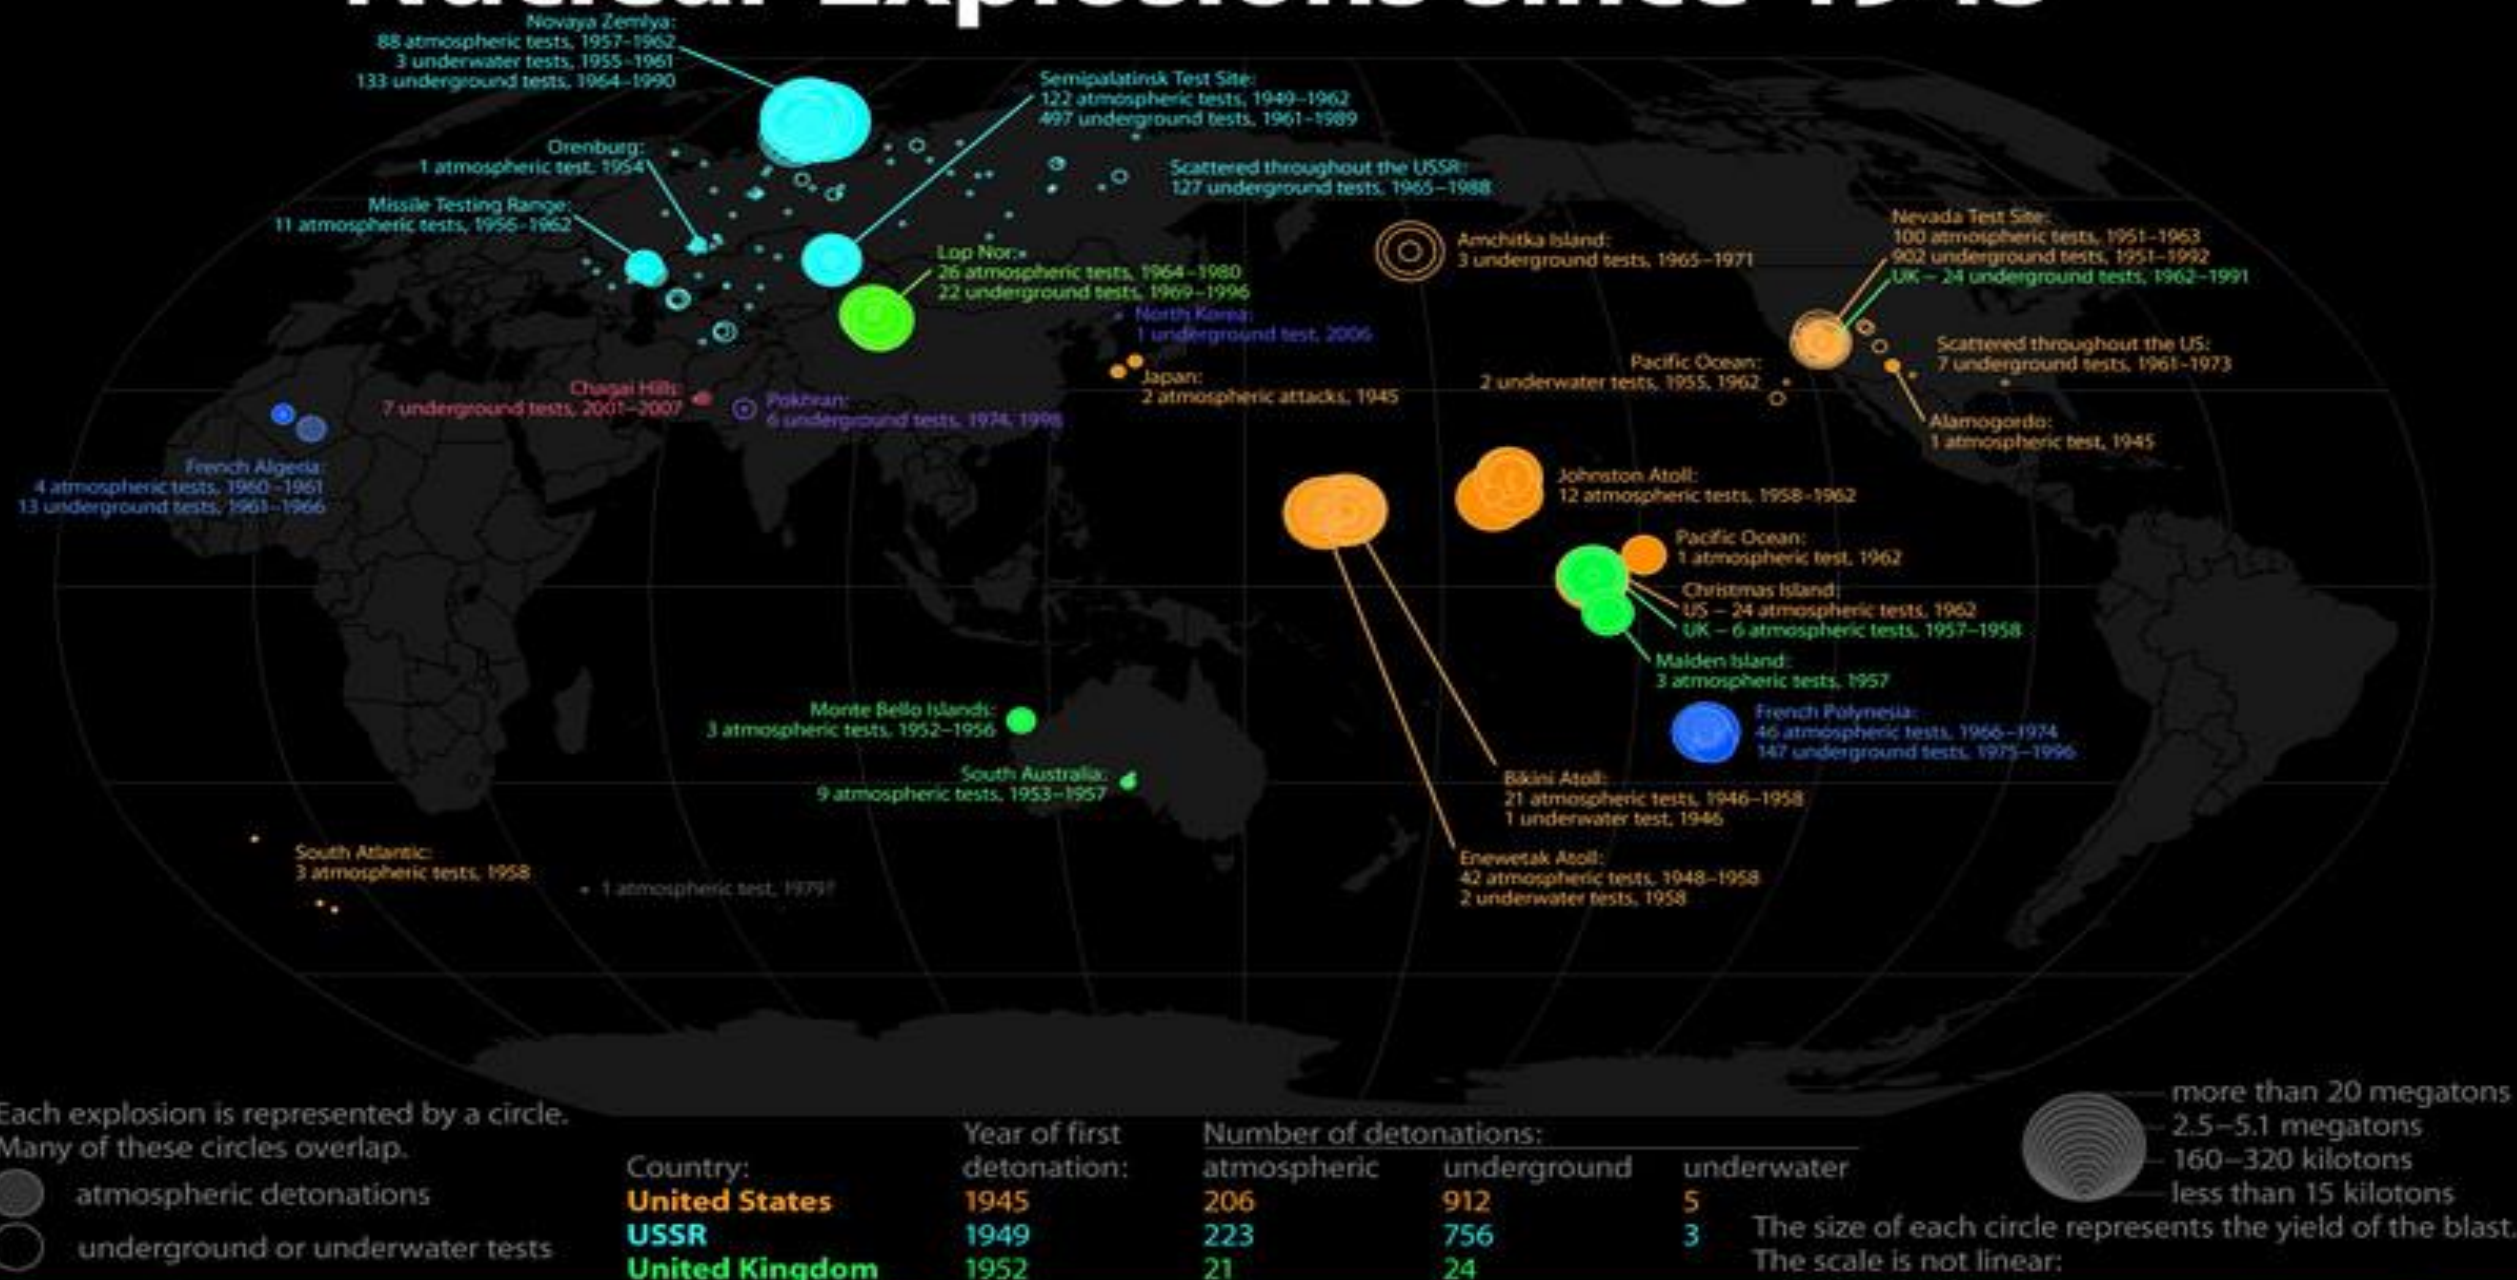 Nuclear Explosions since 1945
Novaya Zemlya:
88 atmospheric tests, 1957–1962
3 underwater tests, 1955–1961
133 underground tests, 1964–1990
Semipalatinsk Test Site:
122 atmospheric tests, 1949–1962
497 underground tests, 1961–1989
Orenburg:
1 atmospheric test, 1954
Scattered throughout the USSR:
127 underground tests, 1965–1988
Missile Testing Range:
11 atmospheric tests, 1956–1962
Lop Nor:
26 atmospheric tests, 1964–1980
22 underground tests, 1969–1996
Amchitka Island:
3 underground tests, 1965–1971
Nevada Test Site:
100 atmospheric tests, 1951–1963
902 underground tests, 1951–1992
UK – 24 underground tests, 1962–1991
North Korea:
1 underground test, 2006
Scattered throughout the US:
7 underground tests, 1961–1973
Pacific Ocean:
2 underwater tests, 1955, 1962
Japan:
2 atmospheric attacks, 1945
Chagai Hills:
7 underground tests, 2001–2007
Pokhran:
6 underground tests, 1974, 1998
Alamogordo:
1 atmospheric test, 1945
French Algeria:
4 atmospheric tests, 1960–1961
13 underground tests, 1961–1966
Johnston Atoll:
12 atmospheric tests, 1958–1962
Pacific Ocean:
1 atmospheric test, 1962
Christmas Island:
US – 24 atmospheric tests, 1962
UK – 6 atmospheric tests, 1957–1958
Malden Island:
3 atmospheric tests, 1957
Monte Bello Islands:
3 atmospheric tests, 1952–1956
French Polynesia:
46 atmospheric tests, 1966–1974
147 underground tests, 1975–1996
South Australia:
9 atmospheric tests, 1953–1957
Bikini Atoll:
21 atmospheric tests, 1946–1958
1 underwater test, 1946
South Atlantic:
3 atmospheric tests, 1958
1 atmospheric test, 1979?
Enewetak Atoll:
42 atmospheric tests, 1948–1958
2 underwater tests, 1958
Each explosion is represented by a circle.
Many of these circles overlap.
atmospheric detonations
underground or underwater tests
Year of first Number of detonations:
Country: detonation: atmospheric underground underwater
United States 1945 206 912 5
USSR 1949 223 756 3
United Kingdom 1952 21 24
more than 20 megatons
2.5–5.1 megatons
160–320 kilotons
less than 15 kilotons
The size of each circle represents the yield of the blast.
The scale is not linear: